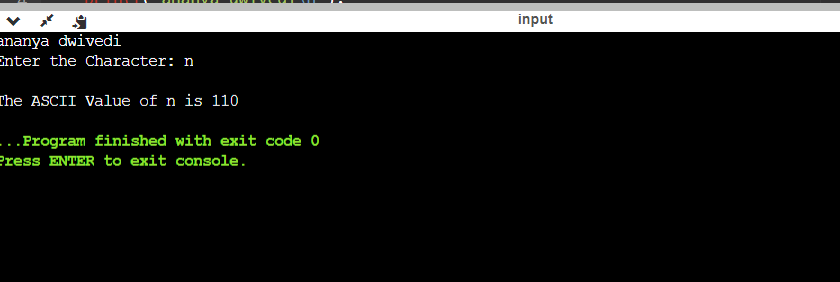 input
ananya dwivedi
Enter the Character: n
The ASCII Value of n is 110
...Program finished with exit code 0
Press ENTER to exit console.